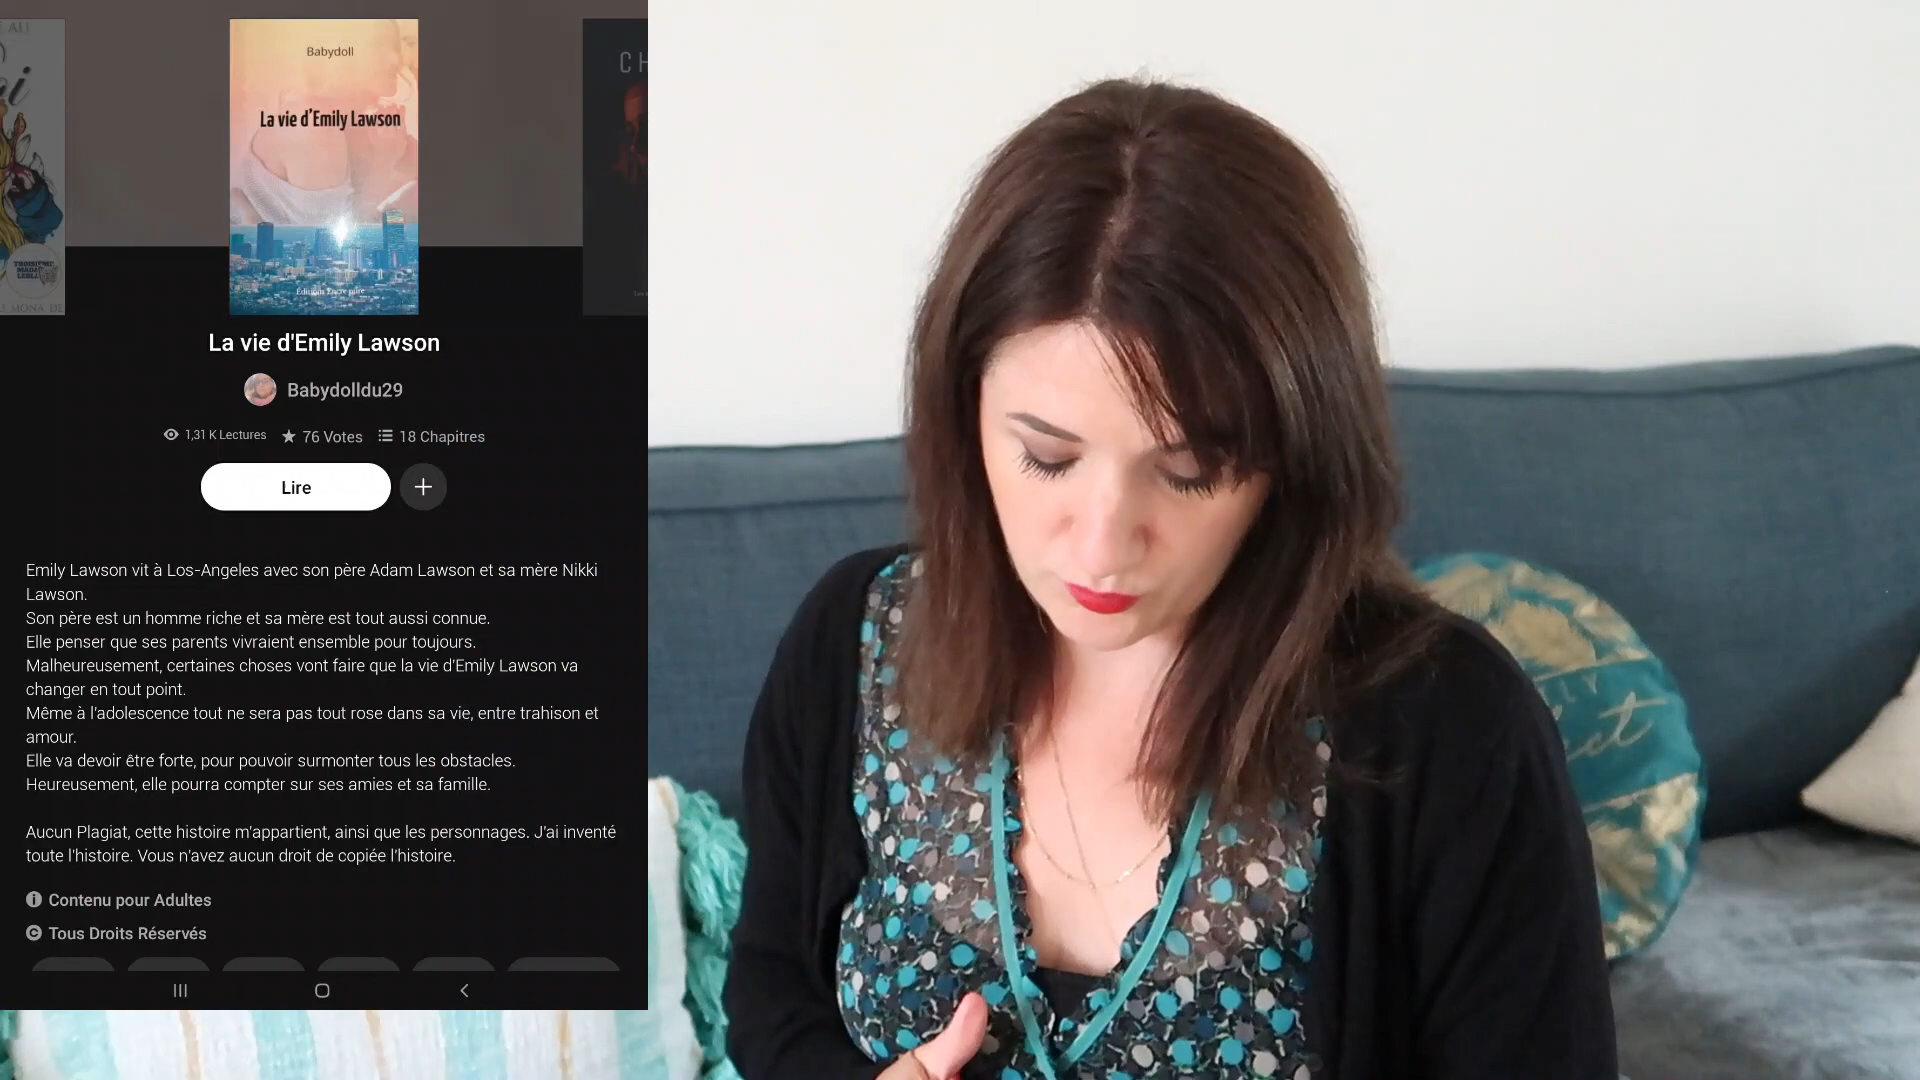 Babydoll
La vie d'Emily Lawson
Éditions Encre pure
CH
La vie d'Emily Lawson
Babydolldu29
1,31 K Lectures 76 Votes 18 Chapitres
Lire
Emily Lawson vit à Los-Angeles avec son père Adam Lawson et sa mère Nikki
Lawson.
Son père est un homme riche et sa mère est tout aussi connue.
Elle penser que ses parents vivraient ensemble pour toujours.
Malheureusement, certaines choses vont faire que la vie d'Emily Lawson va
changer en tout point.
Même à l'adolescence tout ne sera pas tout rose dans sa vie, entre trahison et
amour.
Elle va devoir être forte, pour pouvoir surmonter tous les obstacles.
Heureusement, elle pourra compter sur ses amies et sa famille.
Aucun Plagiat, cette histoire m'appartient, ainsi que les personnages. J'ai inventé
toute l'histoire. Vous n'avez aucun droit de copiée l'histoire.
Contenu pour Adultes
Tous Droits Réservés